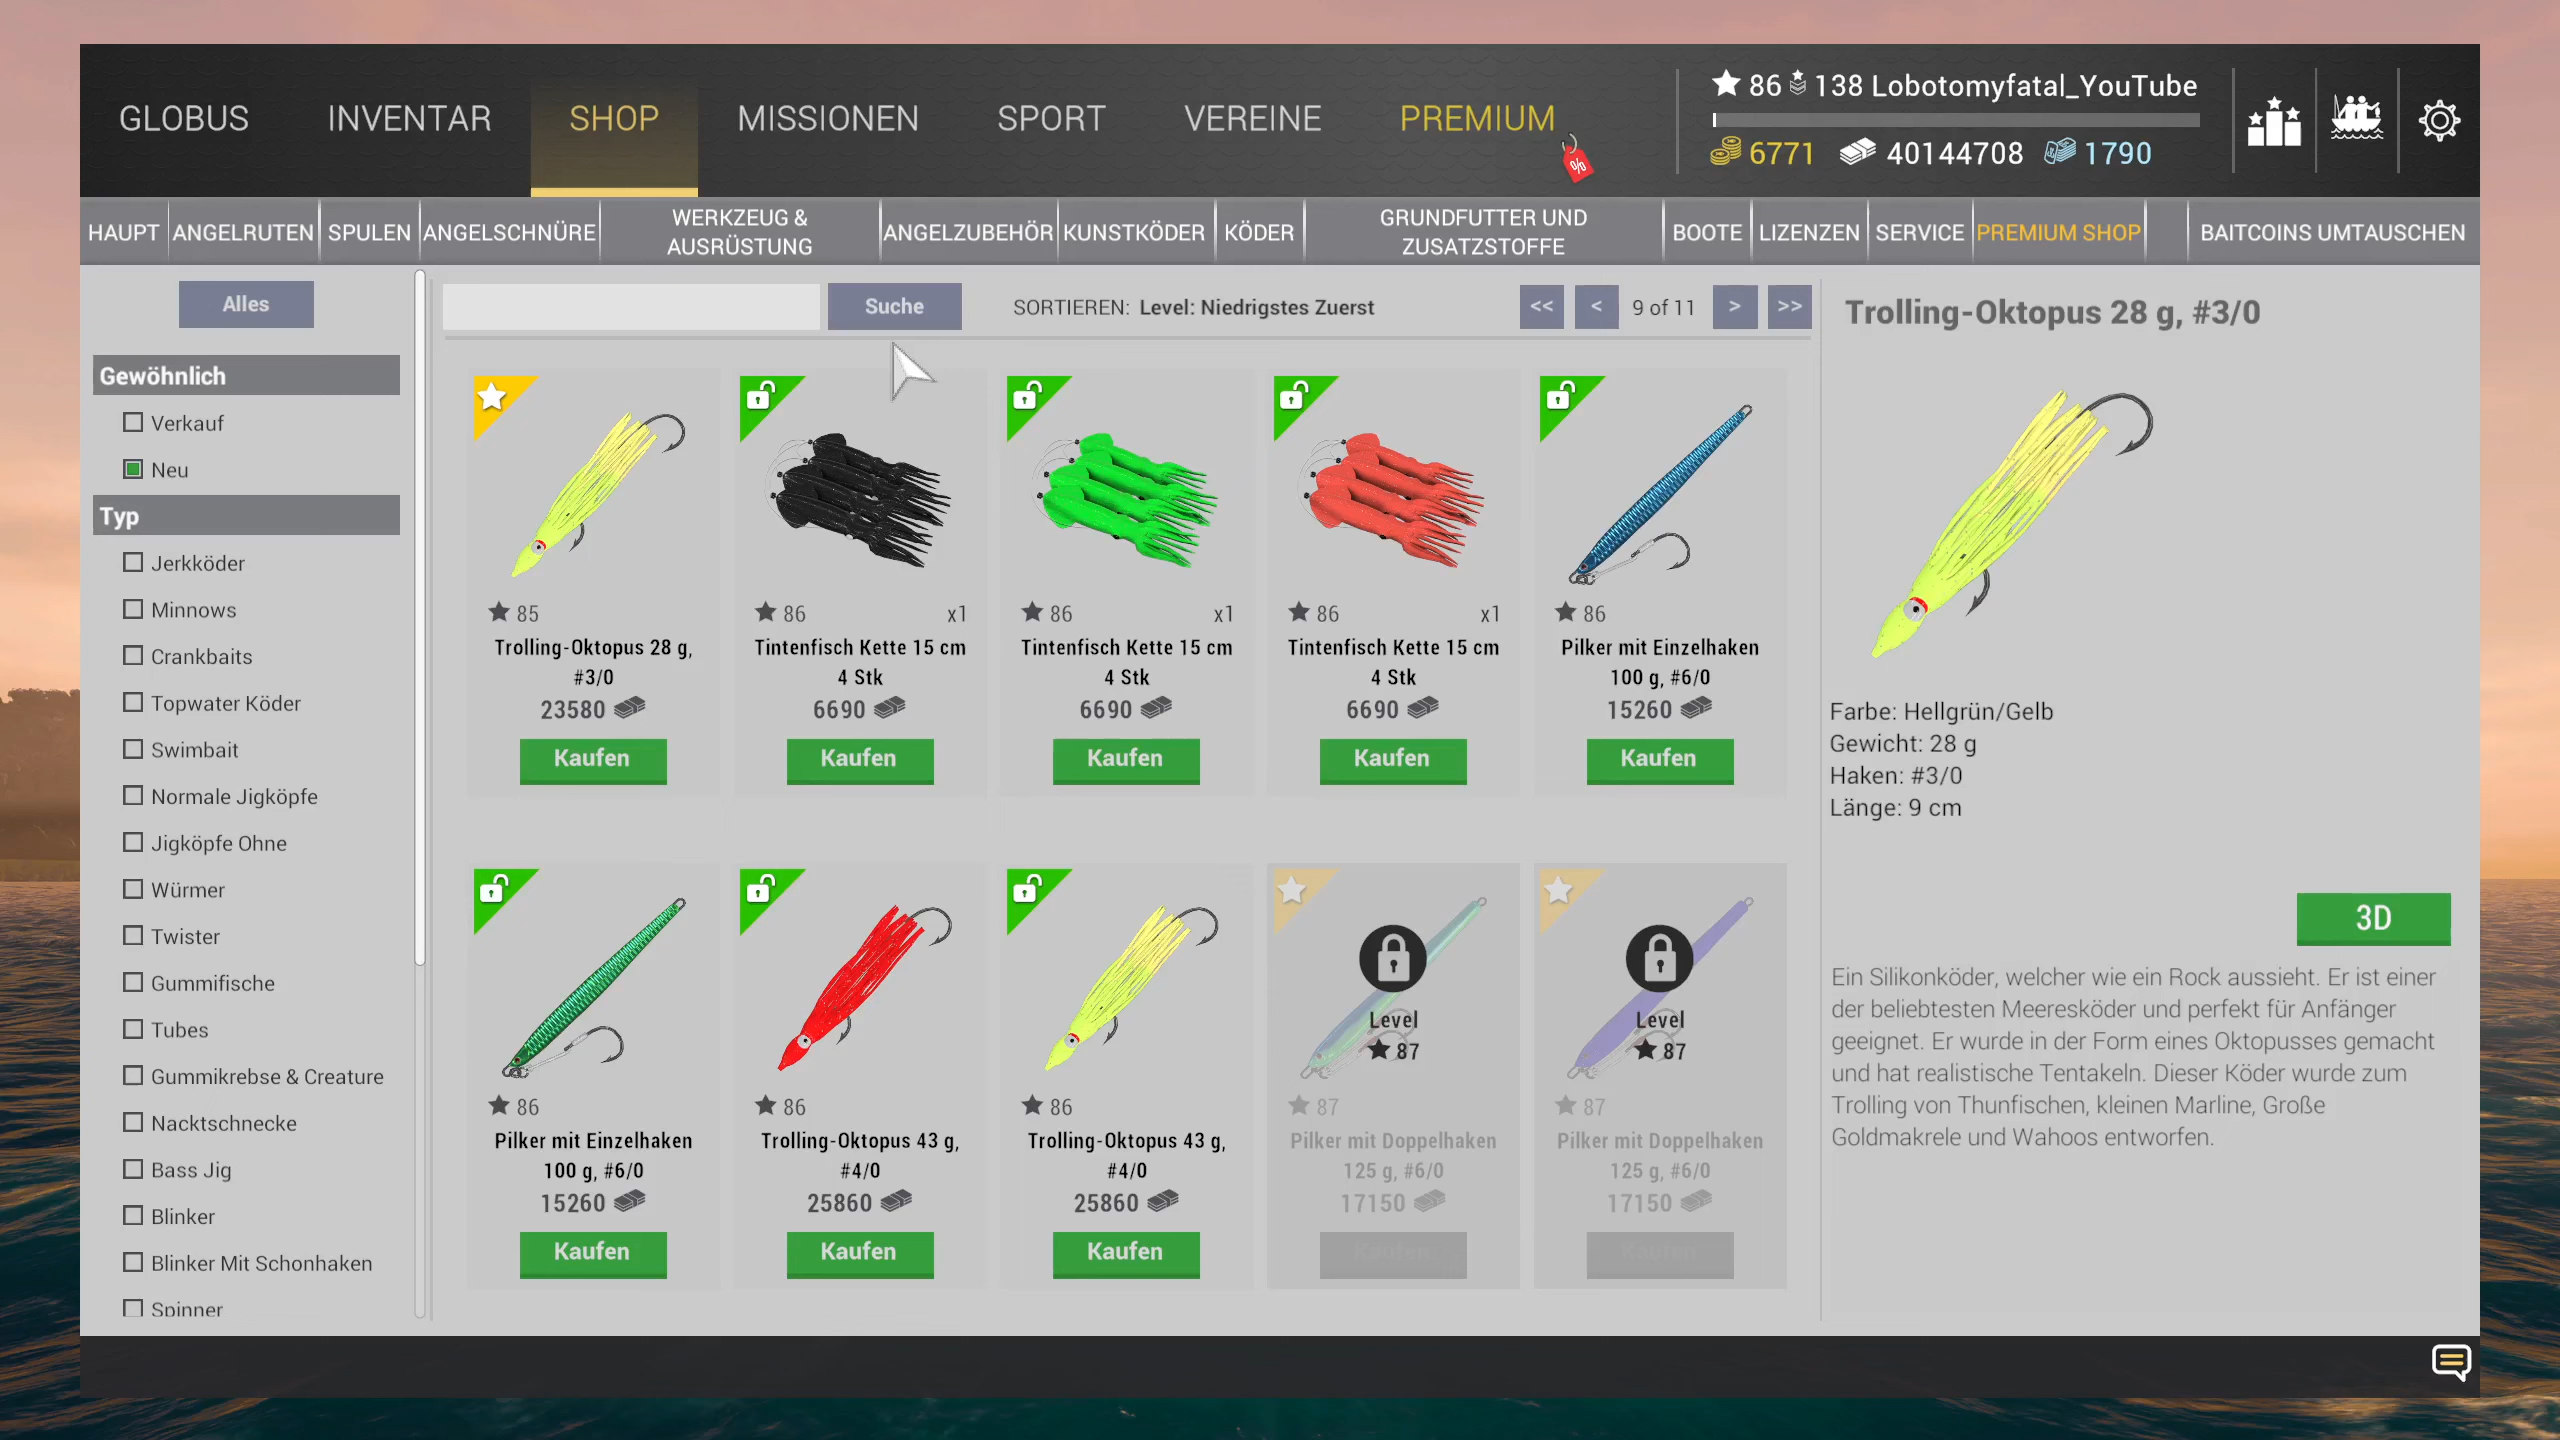 GLOBUS
INVENTAR
SHOP
MISSIONEN
SPORT
VEREINE
PREMIUM
%
86 138 Lobotomyfatal_YouTube
6771 40144708 1790
HAUPT
ANGELRUTEN
SPULEN
ANGELSCHNÜRE
WERKZEUG &
AUSRÜSTUNG
ANGELZUBEHÖR
KUNSTKÖDER
KÖDER
GRUNDFUTTER UND
ZUSATZSTOFFE
BOOTE
LIZENZEN
SERVICE
PREMIUM SHOP
BAITCOINS UMTAUSCHEN
Alles
Gewöhnlich
Verkauf
Neu
Typ
Jerkköder
Minnows
Crankbaits
Topwater Köder
Swimbait
Normale Jigköpfe
Jigköpfe Ohne
Würmer
Twister
Gummifische
Tubes
Gummikrebse & Creature
Nacktschnecke
Bass Jig
Blinker
Blinker Mit Schonhaken
Spinner
Suche
SORTIEREN: Level: Niedrigstes Zuerst
<< < 9 of 11 > >>
85
Trolling-Oktopus 28 g,
#3/0
23580
Kaufen
86 x1
Tintenfisch Kette 15 cm
4 Stk
6690
Kaufen
86 x1
Tintenfisch Kette 15 cm
4 Stk
6690
Kaufen
86 x1
Tintenfisch Kette 15 cm
4 Stk
6690
Kaufen
86
Pilker mit Einzelhaken
100 g, #6/0
15260
Kaufen
86
Pilker mit Einzelhaken
100 g, #6/0
15260
Kaufen
86
Trolling-Oktopus 43 g,
#4/0
25860
Kaufen
86
Trolling-Oktopus 43 g,
#4/0
25860
Kaufen
Level
87
87
Pilker mit Doppelhaken
125 g, #6/0
17150
Kaufen
Level
87
87
Pilker mit Doppelhaken
125 g, #6/0
17150
Kaufen
Trolling-Oktopus 28 g, #3/0
Farbe: Hellgrün/Gelb
Gewicht: 28 g
Haken: #3/0
Länge: 9 cm
3D
Ein Silikonköder, welcher wie ein Rock aussieht. Er ist einer
der beliebtesten Meeresköder und perfekt für Anfänger
geeignet. Er wurde in der Form eines Oktopusses gemacht
und hat realistische Tentakeln. Dieser Köder wurde zum
Trolling von Thunfischen, kleinen Marline, Große
Goldmakrele und Wahoos entworfen.